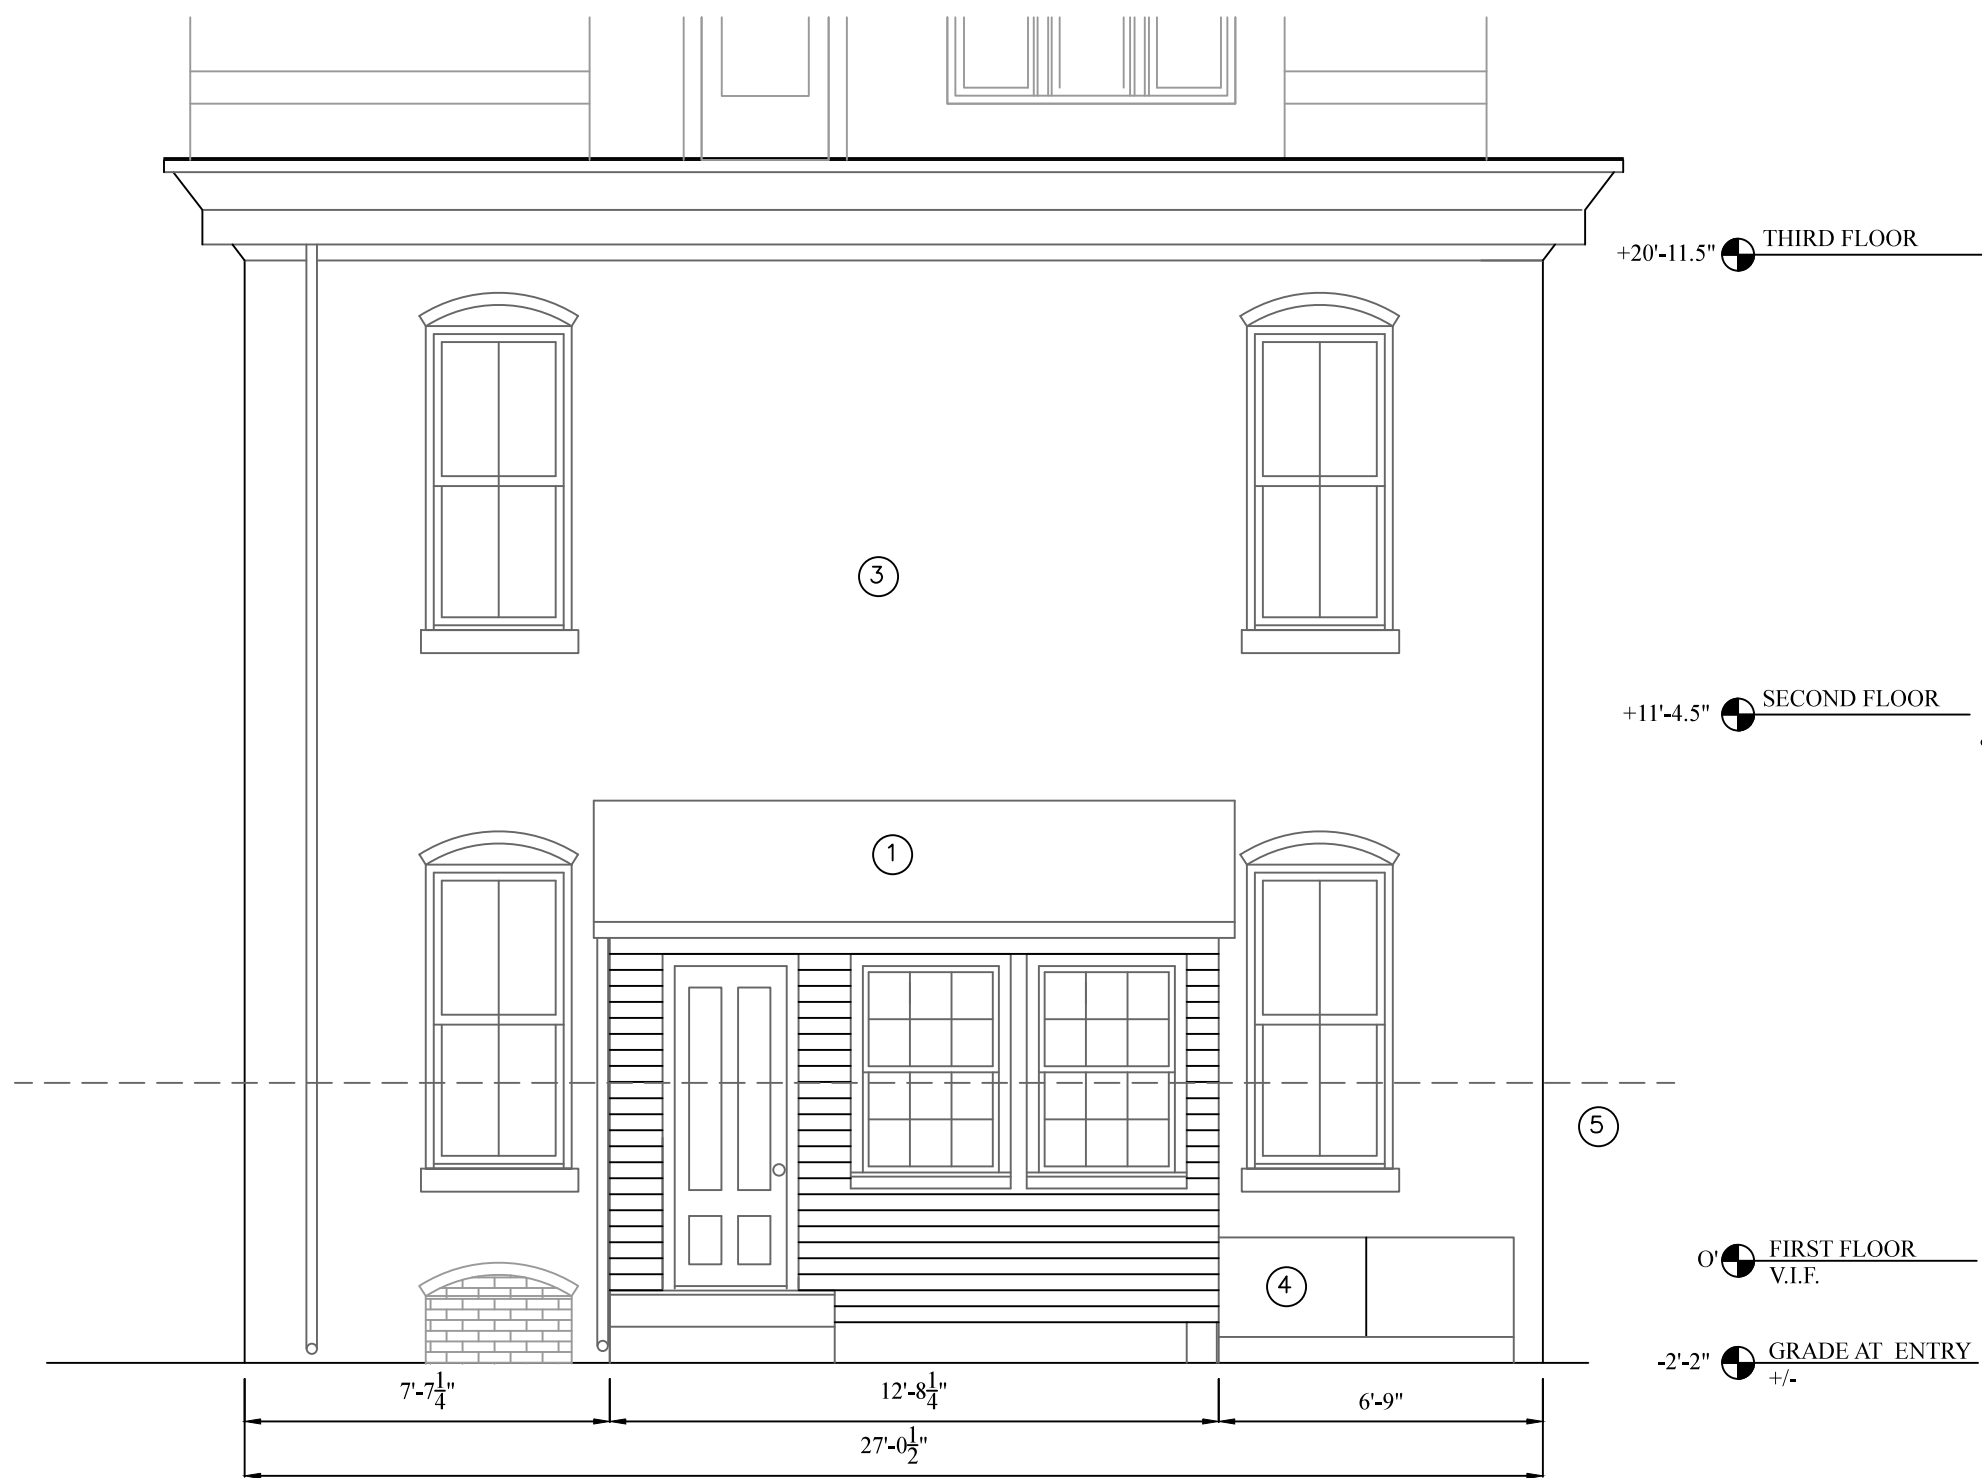 +20'-11.5" THIRD FLOOR
3
+11'-4.5" SECOND FLOOR
1
5
O' FIRST FLOOR
V.I.F.
4
-2'-2" GRADE AT ENTRY
+/-
7'-7 1/4" 12'-8 1/4" 6'-9"
27'-0 1/2"